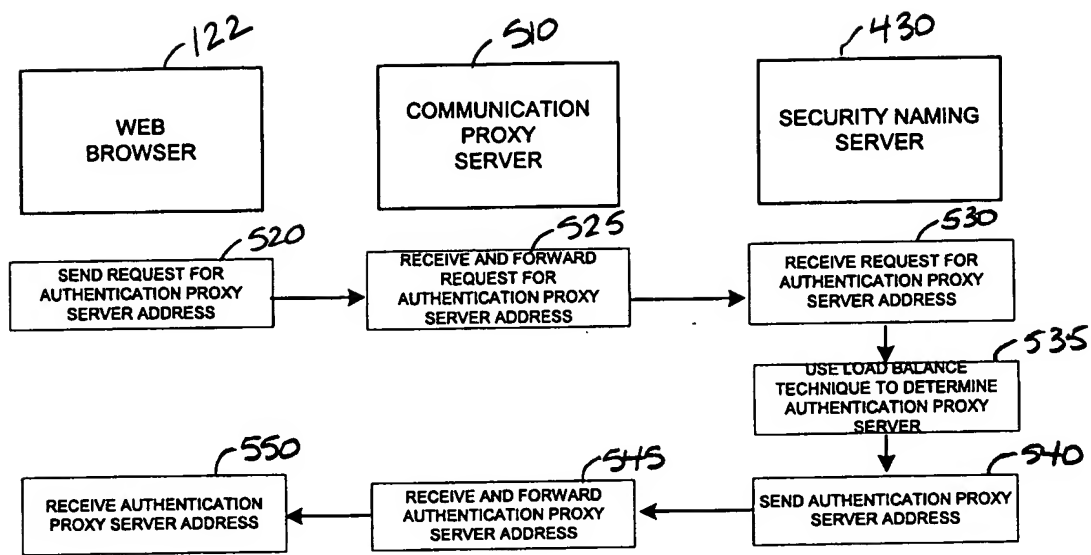 122
510
430
WEB
BROWSER
COMMUNICATION
PROXY
SERVER
SECURITY NAMING
SERVER
520
525
530
SEND REQUEST FOR
AUTHENTICATION PROXY
SERVER ADDRESS
RECEIVE AND FORWARD
REQUEST FOR
AUTHENTICATION PROXY
SERVER ADDRESS
RECEIVE REQUEST FOR
AUTHENTICATION PROXY
SERVER ADDRESS
535
USE LOAD BALANCE
TECHNIQUE TO DETERMINE
AUTHENTICATION PROXY
SERVER
550
545
540
RECEIVE AUTHENTICATION
PROXY SERVER ADDRESS
RECEIVE AND FORWARD
AUTHENTICATION PROXY
SERVER ADDRESS
SEND AUTHENTICATION PROXY
SERVER ADDRESS